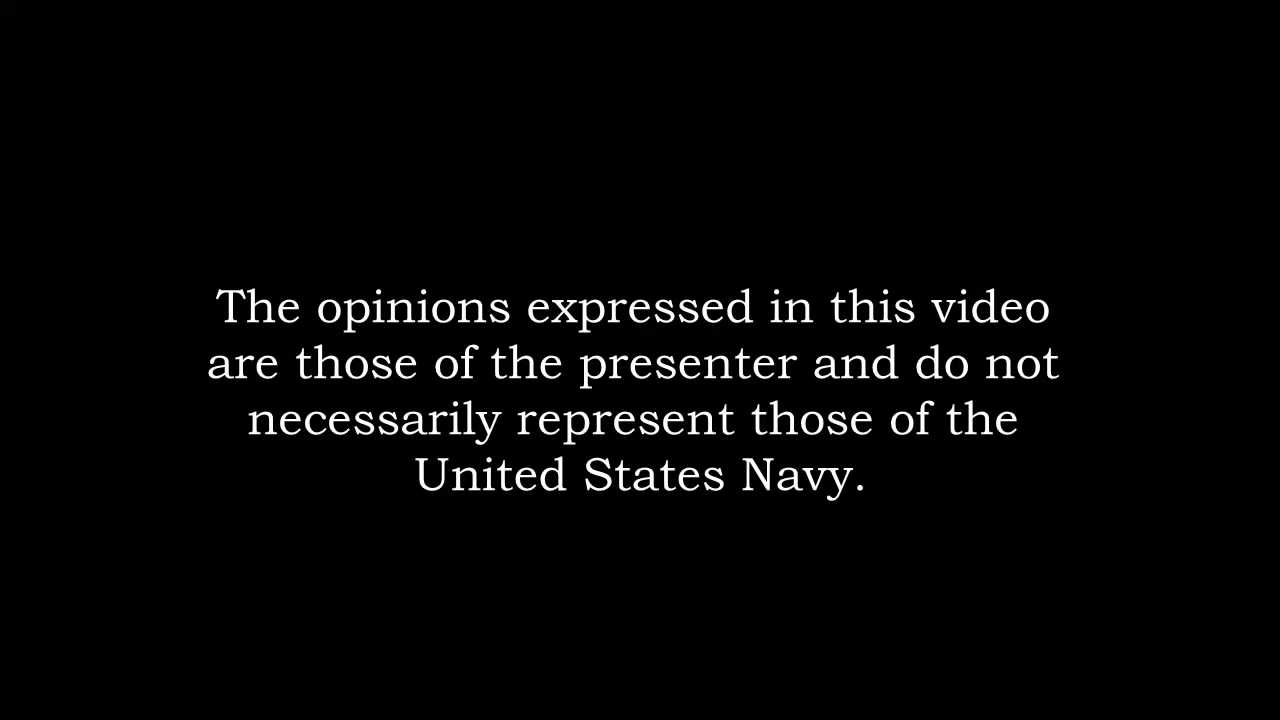 The opinions expressed in this video
are those of the presenter and do not
necessarily represent those of the
United States Navy.